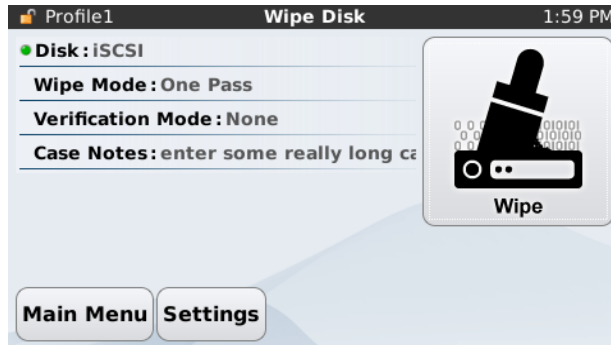 Profile1 Wipe Disk 1:59 PM
Disk: iSCSI
Wipe Mode: One Pass
Verification Mode: None
Case Notes: enter some really long ca
Wipe
Main Menu Settings